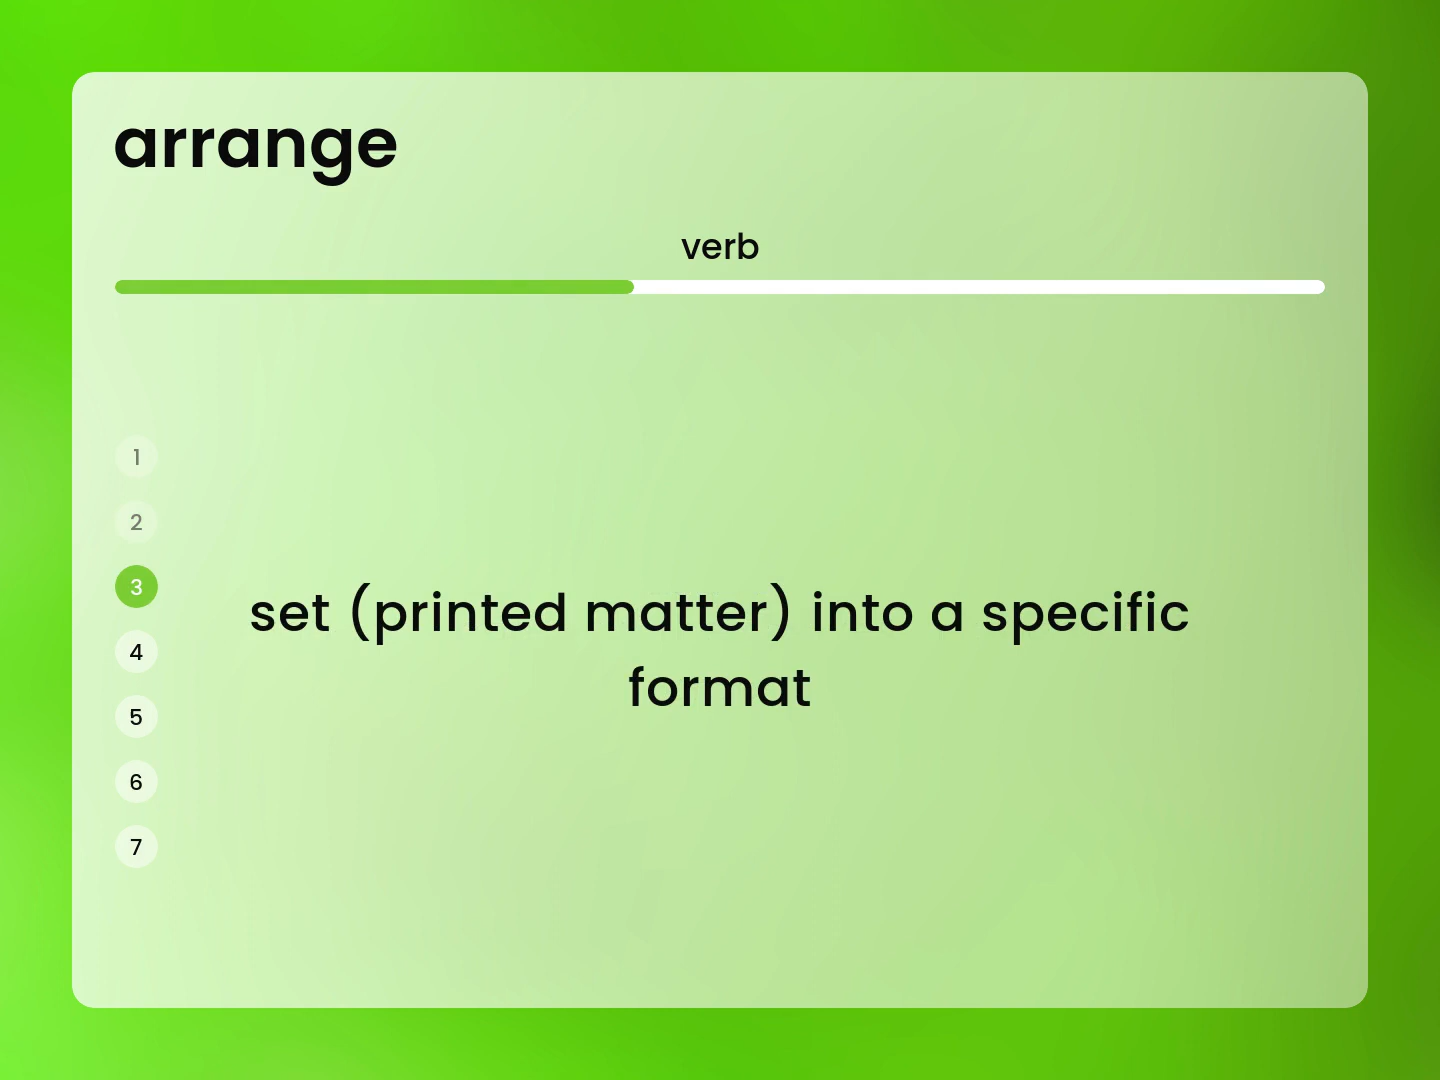 arrange
verb
1
2
3
4
5
6
7
set (printed matter) into a specific
format